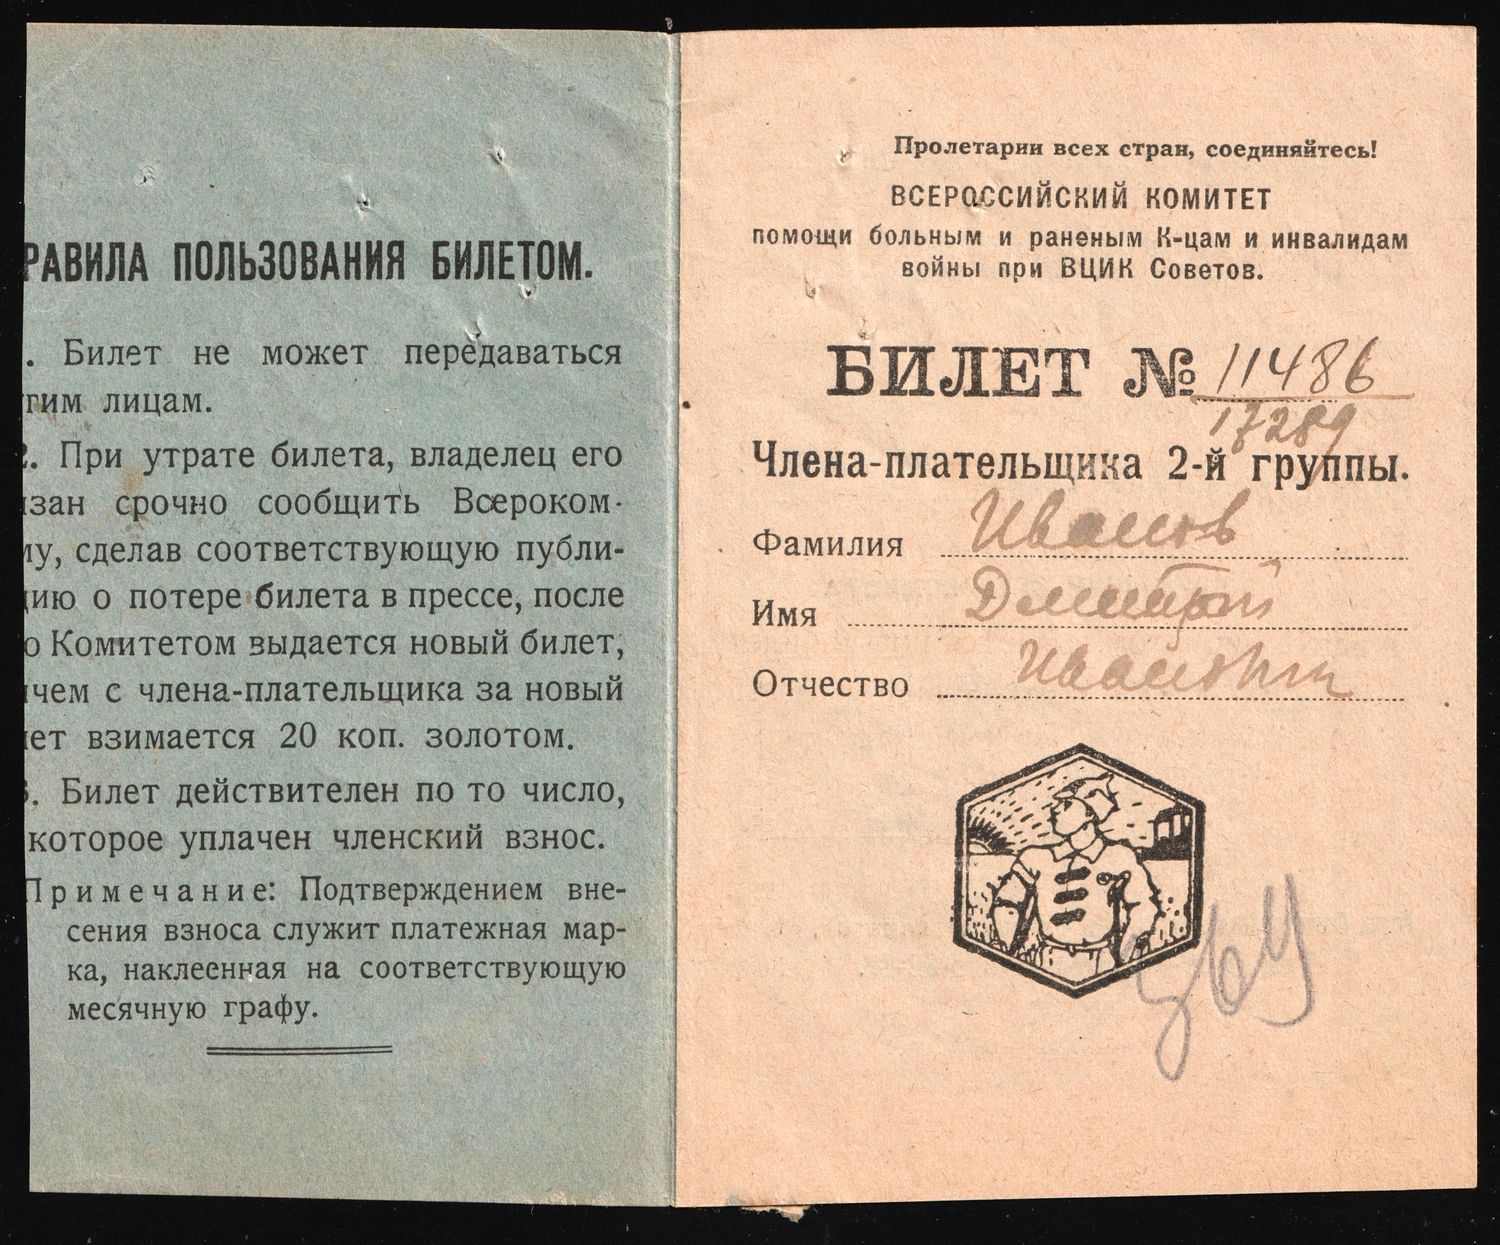 РАВИЛА ПОЛЬЗОВАНИЯ БИЛЕТОМ.
. Билет не может передаваться
гим лицам.
2. При утрате билета, владелец его
зан срочно сообщить Всероком-
у, сделав соответствующую публи-
цию о потере билета в прессе, после
о Комитетом выдается новый билет,
чем с члена-плательщика за новый
ет взимается 20 коп. золотом.
3. Билет действителен по то число,
которое уплачен членский взнос.
Примечание: Подтверждением вне-
сения взноса служит платежная мар-
ка, наклеенная на соответствующую
месячную графу.
Пролетарии всех стран, соединяйтесь!
ВСЕРОССИЙСКИЙ КОМИТЕТ
помощи больным и раненым К-цам и инвалидам
войны при ВЦИК Советов.
БИЛЕТ № 11486
17289
Члена-плательщика 2-й группы.
Фамилия Иванов
Имя Дмитрий
Отчество Иванович